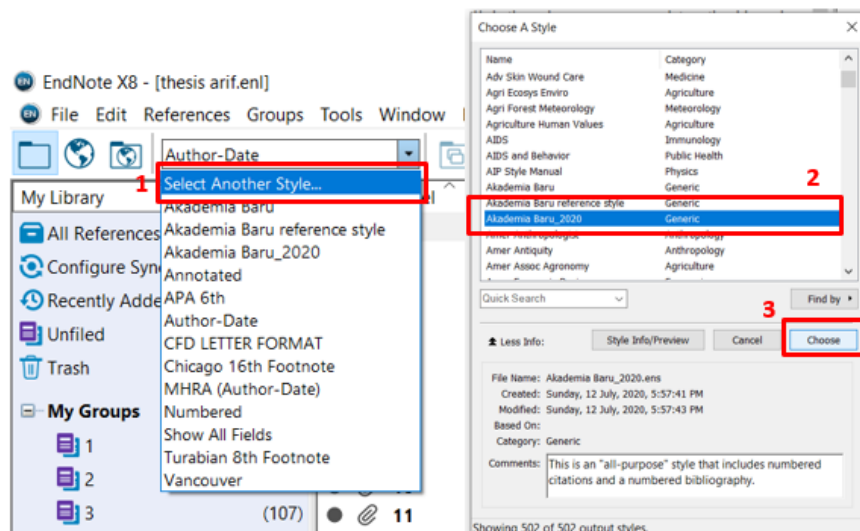 EndNote X8 - [thesis arif.enl]
File Edit References Groups Tools Window
Author-Date
1
Select Another Style...
Akademia Baru
Akademia Baru reference style
Akademia Baru_2020
Annotated
APA 6th
Author-Date
CFD LETTER FORMAT
Chicago 16th Footnote
MHRA (Author-Date)
Numbered
Show All Fields
Turabian 8th Footnote
Vancouver
My Library
All References
Configure Syn
Recently Adde
Unfiled
Trash
My Groups
1
2
3 (107)
11
Choose A Style
Name Category
Adv Skin Wound Care Medicine
Agri Ecosys Enviro Agriculture
Agri Forest Meteorology Meteorology
Agriculture Human Values Agriculture
AIDS Immunology
AIDS and Behavior Public Health
AIP Style Manual Physics
Akademia Baru Generic
2
Akademia Baru reference style Generic
Akademia Baru_2020 Generic
Amer Anthropologist Anthropology
Amer Antiquity Anthropology
Amer Assoc Agronomy Agriculture
Quick Search
Find by
3
Less Info:
Style Info/Preview
Cancel
Choose
File Name: Akademia Baru_2020.ens
Created: Sunday, 12 July, 2020, 5:57:41 PM
Modified: Sunday, 12 July, 2020, 5:57:43 PM
Based On:
Category: Generic
Comments: This is an "all-purpose" style that includes numbered
citations and a numbered bibliography.
Showing 502 of 502 output styles.